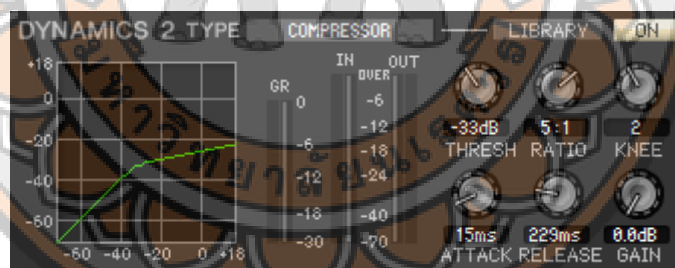 DYNAMICS 2 TYPE COMPRESSOR LIBRARY ON
+18
0
-20
-40
-60
-60 -40 -20 0 +18
GR
0
-6
-12
-18
-30
IN OUT
OVER
-6
-12
-18
-24
-40
-70
-33dB 5:1 2
THRESH RATIO KNEE
15ms 229ms 0.0dB
ATTACK RELEASE GAIN